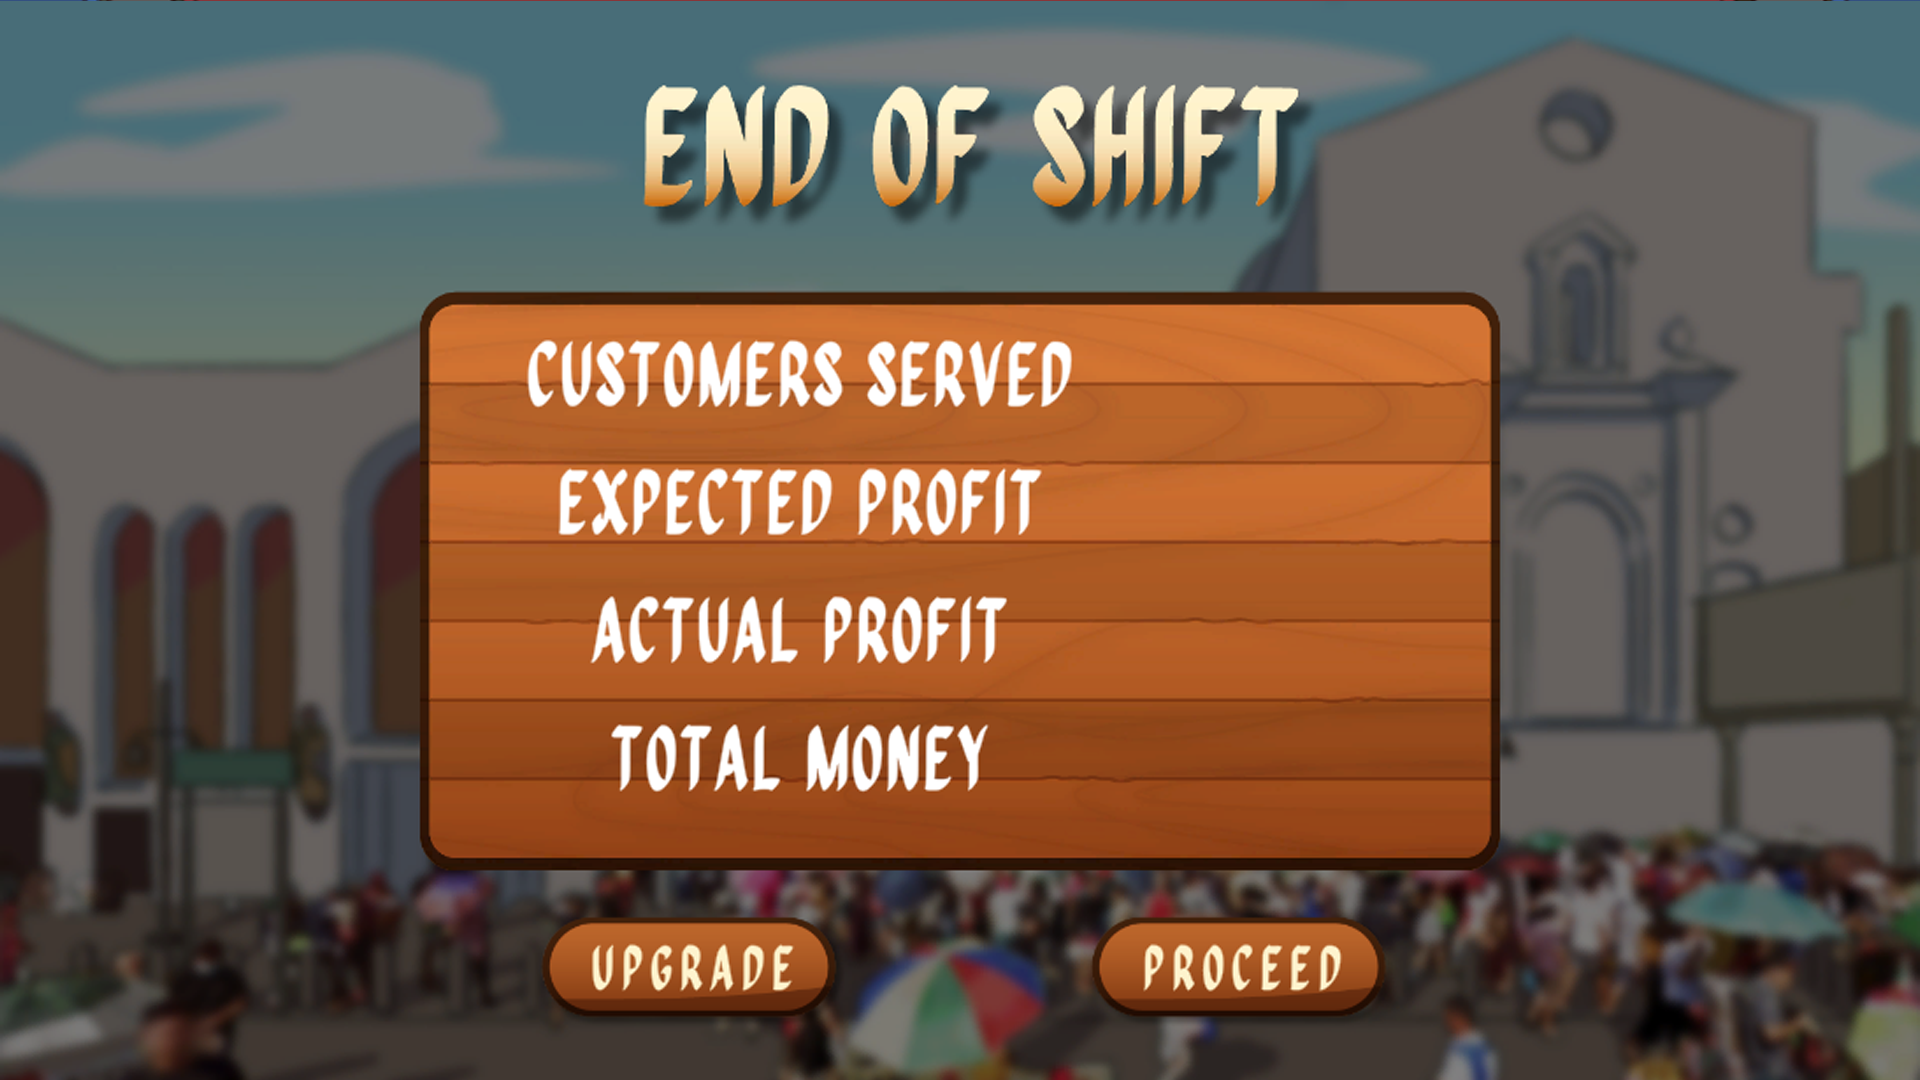 END OF SHIFT
CUSTOMERS SERVED
EXPECTED PROFIT
ACTUAL PROFIT
TOTAL MONEY
UPGRADE
PROCEED